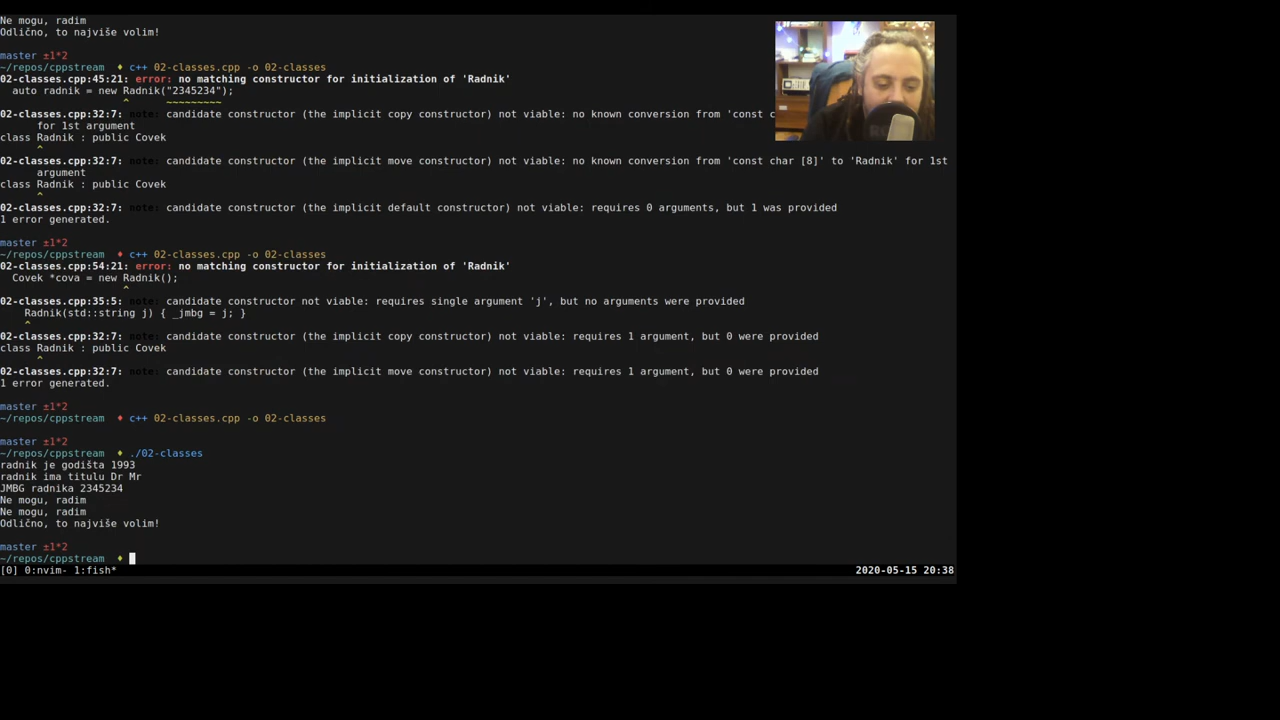 Ne mogu, radim
Odlično, to najviše volim!
master ±1*2
~/repos/cppstream ♦ c++ 02-classes.cpp -o 02-classes
02-classes.cpp:45:21: error: no matching constructor for initialization of 'Radnik'
auto radnik = new Radnik("2345234");
^ ~~~~~~~~~
02-classes.cpp:32:7: note: candidate constructor (the implicit copy constructor) not viable: no known conversion from 'const c
for 1st argument
class Radnik : public Covek
^
02-classes.cpp:32:7: note: candidate constructor (the implicit move constructor) not viable: no known conversion from 'const char [8]' to 'Radnik' for 1st
argument
class Radnik : public Covek
^
02-classes.cpp:32:7: note: candidate constructor (the implicit default constructor) not viable: requires 0 arguments, but 1 was provided
1 error generated.
master ±1*2
~/repos/cppstream ♦ c++ 02-classes.cpp -o 02-classes
02-classes.cpp:54:21: error: no matching constructor for initialization of 'Radnik'
Covek *cova = new Radnik();
^
02-classes.cpp:35:5: note: candidate constructor not viable: requires single argument 'j', but no arguments were provided
Radnik(std::string j) { _jmbg = j; }
^
02-classes.cpp:32:7: note: candidate constructor (the implicit copy constructor) not viable: requires 1 argument, but 0 were provided
class Radnik : public Covek
^
02-classes.cpp:32:7: note: candidate constructor (the implicit move constructor) not viable: requires 1 argument, but 0 were provided
1 error generated.
master ±1*2
~/repos/cppstream ♦ c++ 02-classes.cpp -o 02-classes
master ±1*2
~/repos/cppstream ♦ ./02-classes
radnik je godišta 1993
radnik ima titulu Dr Mr
JMBG radnika 2345234
Ne mogu, radim
Ne mogu, radim
Odlično, to najviše volim!
master ±1*2
~/repos/cppstream ♦
[0] 0:nvim- 1:fish* 2020-05-15 20:38